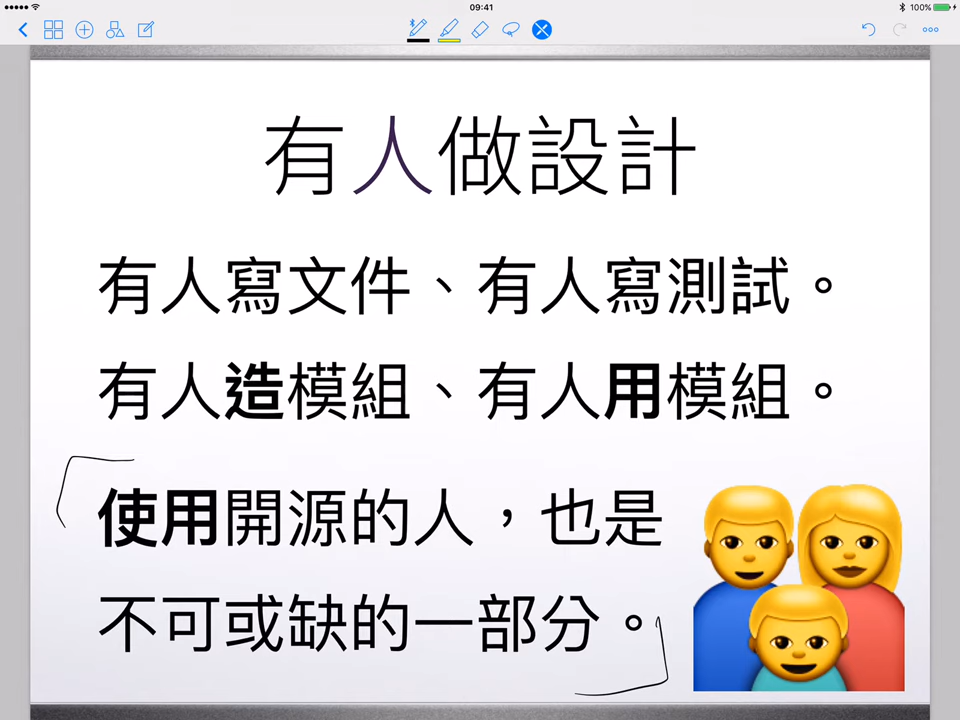 09:41
100%
有人做設計
有人寫文件、有人寫測試。
有人造模組、有人用模組。
使用開源的人，也是
不可或缺的一部分。